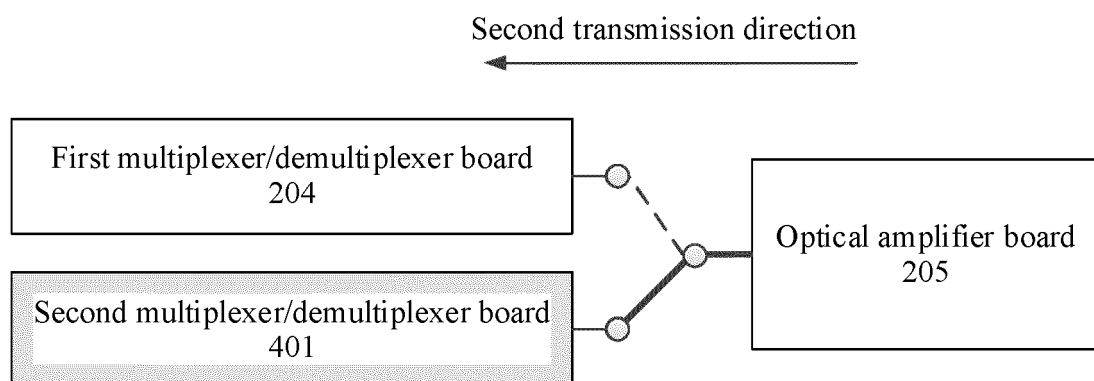 Second transmission direction
First multiplexer/demultiplexer board
204
Second multiplexer/demultiplexer board
401
Optical amplifier board
205